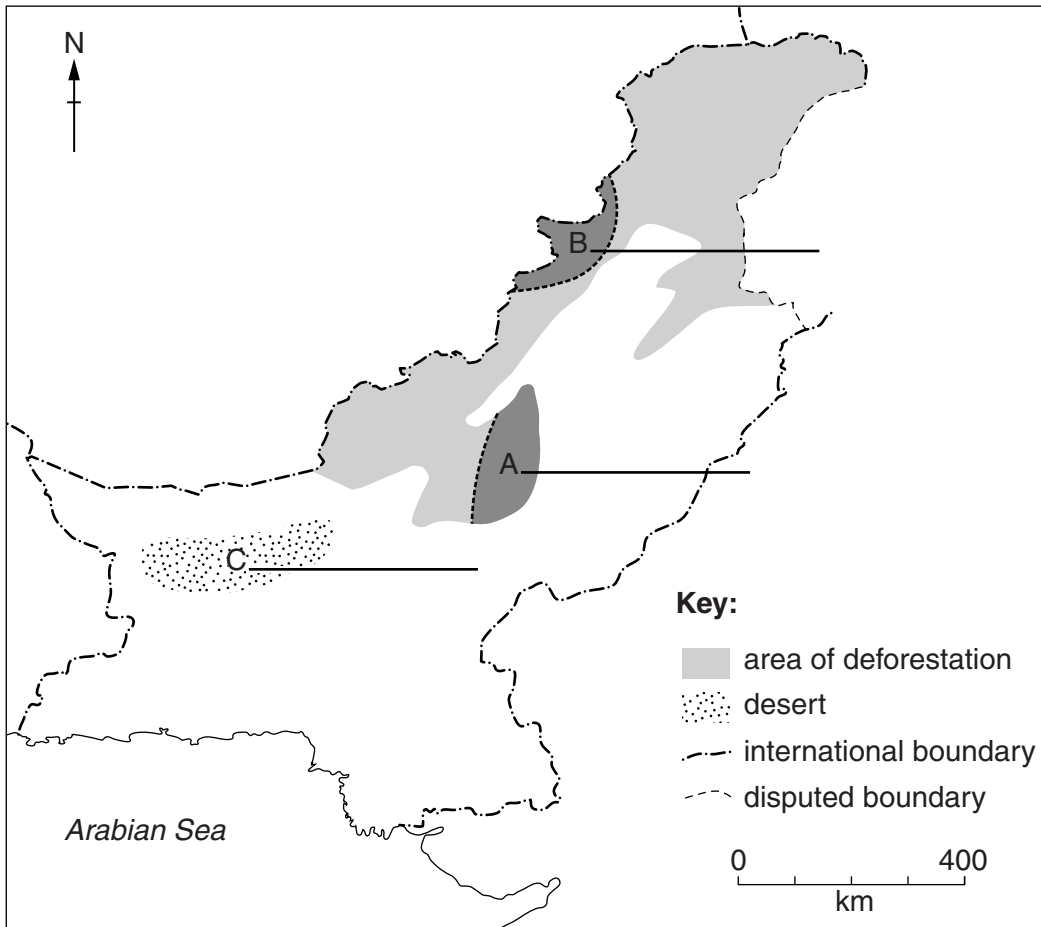 N
B
A
C
Key:
area of deforestation
desert
international boundary
disputed boundary
Arabian Sea
0 400
km